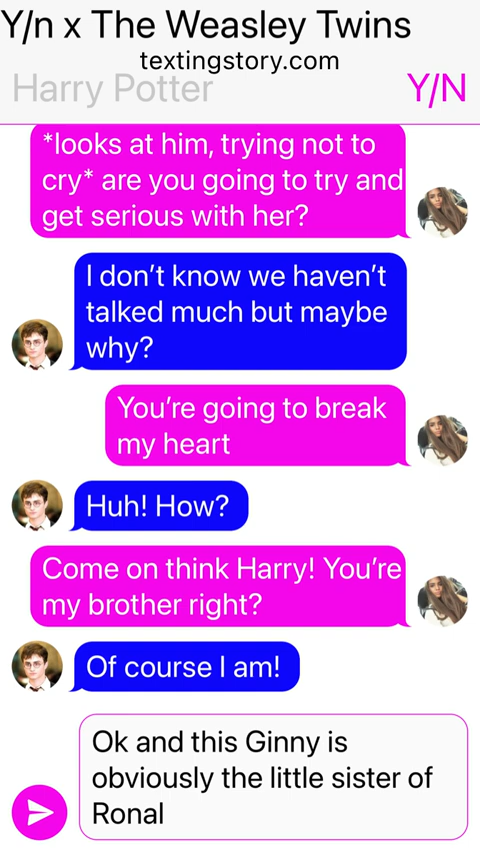 Y/n x The Weasley Twins
textingstory.com
Harry Potter Y/N
*looks at him, trying not to
cry* are you going to try and
get serious with her?
I don’t know we haven’t
talked much but maybe
why?
You’re going to break
my heart
Huh! How?
Come on think Harry! You’re
my brother right?
Of course I am!
Ok and this Ginny is
obviously the little sister of
Ronal